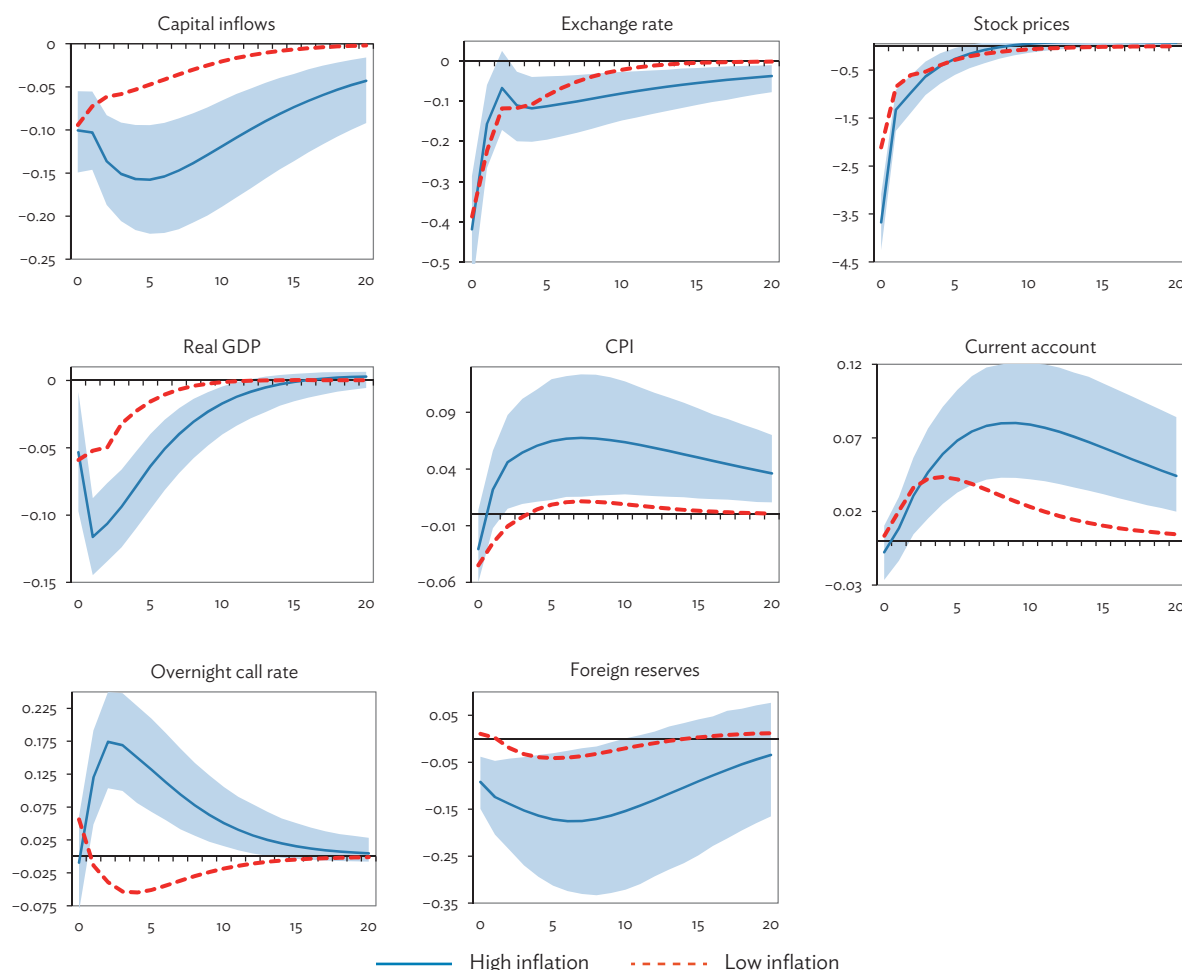 Capital inflows
0
−0.05
−0.10
−0.15
−0.20
−0.25
0 5 10 15 20
Exchange rate
0
−0.1
−0.2
−0.3
−0.4
−0.5
0 5 10 15 20
Stock prices
−0.5
−1.5
−2.5
−3.5
−4.5
0 5 10 15 20
Real GDP
0
−0.05
−0.10
−0.15
0 5 10 15 20
CPI
0.09
0.04
−0.01
−0.06
0 5 10 15 20
Current account
0.12
0.07
0.02
−0.03
0 5 10 15 20
Overnight call rate
0.225
0.175
0.125
0.075
0.025
−0.025
−0.075
0 5 10 15 20
Foreign reserves
0.05
−0.05
−0.15
−0.25
−0.35
0 5 10 15 20
High inflation Low inflation